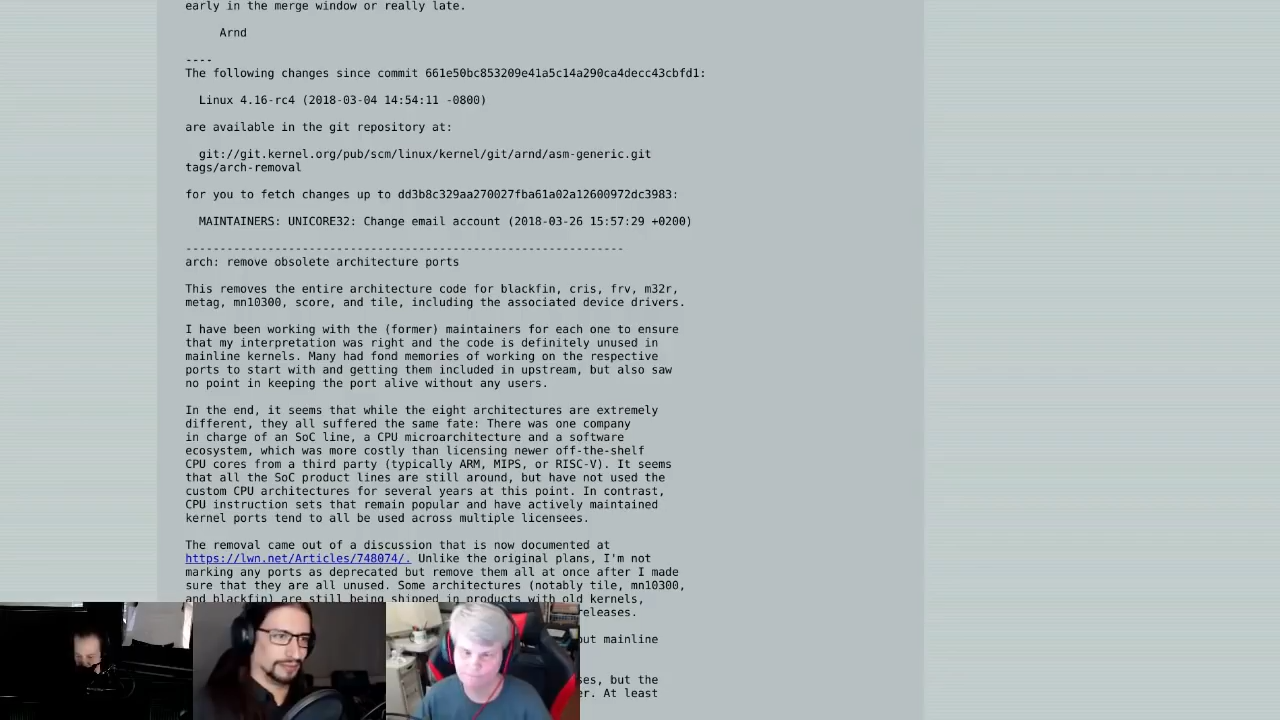 early in the merge window or really late.
Arnd
----
The following changes since commit 661e50bc853209e41a5c14a290ca4decc43cbfd1:
Linux 4.16-rc4 (2018-03-04 14:54:11 -0800)
are available in the git repository at:
git://git.kernel.org/pub/scm/linux/kernel/git/arnd/asm-generic.git
tags/arch-removal
for you to fetch changes up to dd3b8c329aa270027fba61a02a12600972dc3983:
MAINTAINERS: UNICORE32: Change email account (2018-03-26 15:57:29 +0200)
----------------------------------------------------------------
arch: remove obsolete architecture ports
This removes the entire architecture code for blackfin, cris, frv, m32r,
metag, mn10300, score, and tile, including the associated device drivers.
I have been working with the (former) maintainers for each one to ensure
that my interpretation was right and the code is definitely unused in
mainline kernels. Many had fond memories of working on the respective
ports to start with and getting them included in upstream, but also saw
no point in keeping the port alive without any users.
In the end, it seems that while the eight architectures are extremely
different, they all suffered the same fate: There was one company
in charge of an SoC line, a CPU microarchitecture and a software
ecosystem, which was more costly than licensing newer off-the-shelf
CPU cores from a third party (typically ARM, MIPS, or RISC-V). It seems
that all the SoC product lines are still around, but have not used the
custom CPU architectures for several years at this point. In contrast,
CPU instruction sets that remain popular and have actively maintained
kernel ports tend to all be used across multiple licensees.
The removal came out of a discussion that is now documented at
https://lwn.net/Articles/748074/. Unlike the original plans, I'm not
marking any ports as deprecated but remove them all at once after I made
sure that they are all unused. Some architectures (notably tile, mn10300,
and blackfin) are still being shipped in products with old kernels,
releases.
but mainline
ses, but the
er. At least